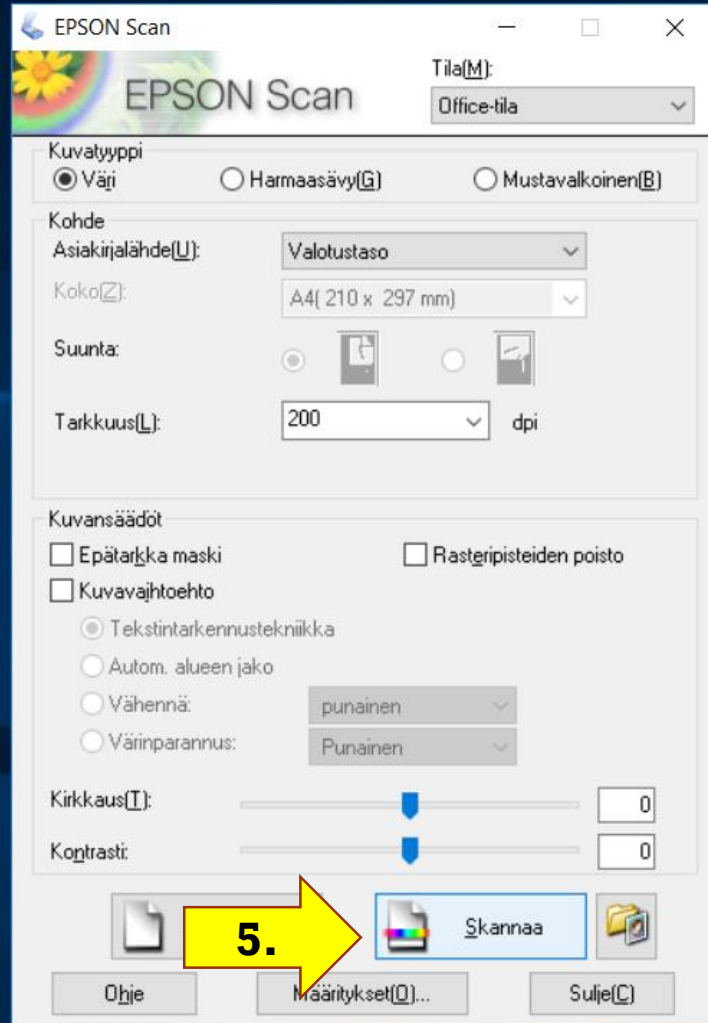 EPSON Scan
EPSON Scan
Tila(M):
Office-tila
Kuvatyyppi
Väri
Harmaasävy(G)
Mustavalkoinen(B)
Kohde
Asiakirjalähde(U):
Valotustaso
Koko(Z):
A4( 210 x 297 mm)
Suunta:
Tarkkuus(L):
200
dpi
Kuvansäädöt
Epätarkka maski
Rasteripisteiden poisto
Kuvavaihtoehto
Tekstintarkennustekniikka
Autom. alueen jako
Vähennä:
punainen
Värinparannus:
Punainen
Kirkkaus(T):
0
Kontrasti:
0
5.
Skannaa
Ohje
Määritykset(O)...
Sulje(C)